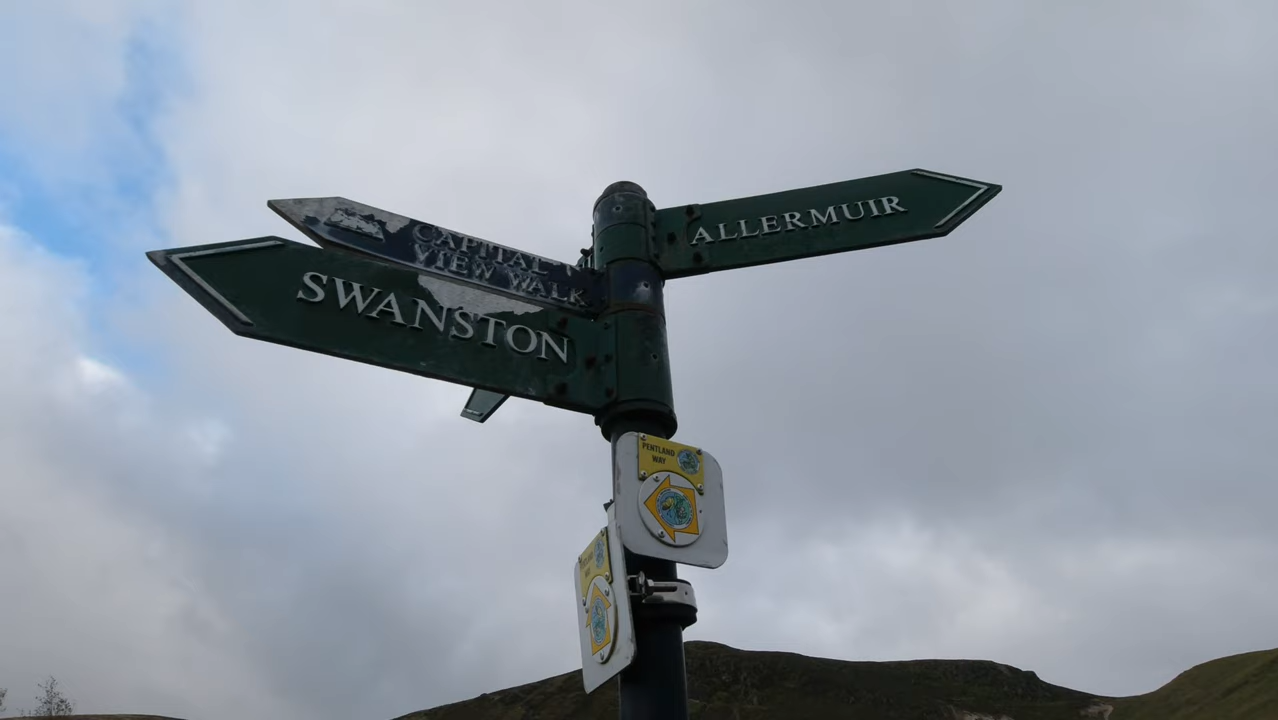 ALLERMUIR
CAPITAL
VIEW WALK
SWANSTON
PENTLAND
WAY